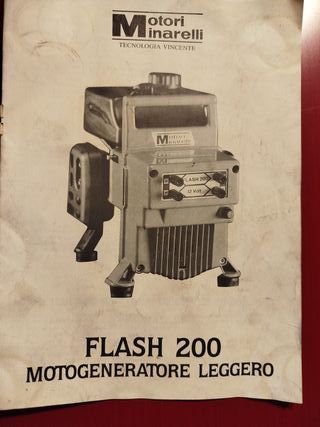 Motori
Minarelli
TECNOLOGIA VINCENTE
MOTORI
MINARELLI
FLASH 200
12 Volt
FLASH 200
MOTOGENERATORE LEGGERO